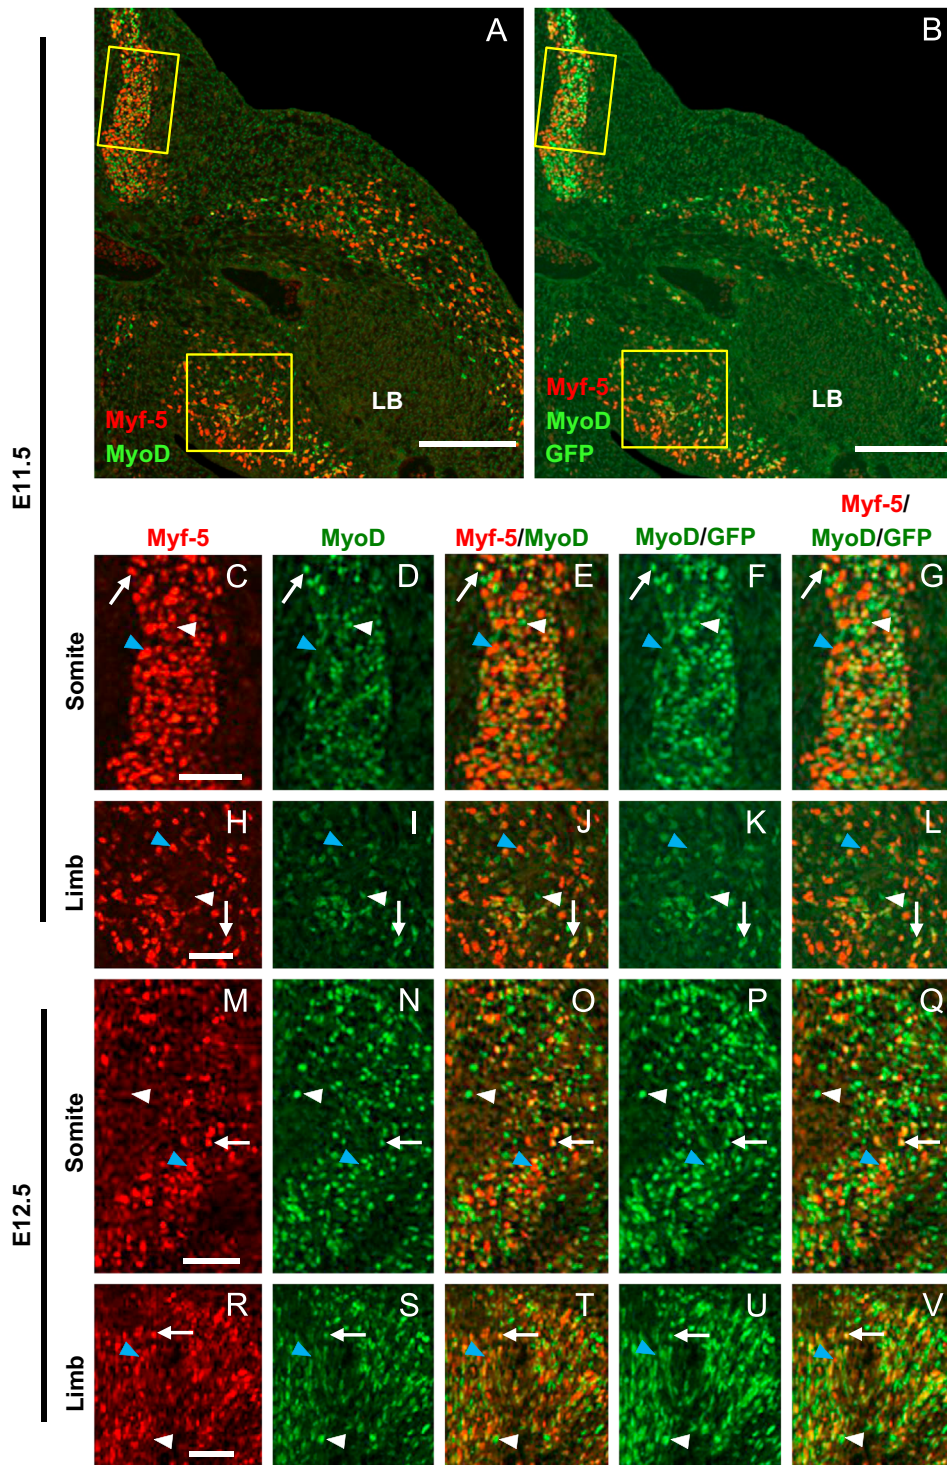 A
B
E11.5
Myf-5
MyoD
LB
Myf-5
MyoD
GFP
LB
Myf-5
MyoD
Myf-5/MyoD
MyoD/GFP
Myf-5/
MyoD/GFP
Somite
C
D
E
F
G
Limb
H
I
J
K
L
E12.5
Somite
M
N
O
P
Q
Limb
R
S
T
U
V